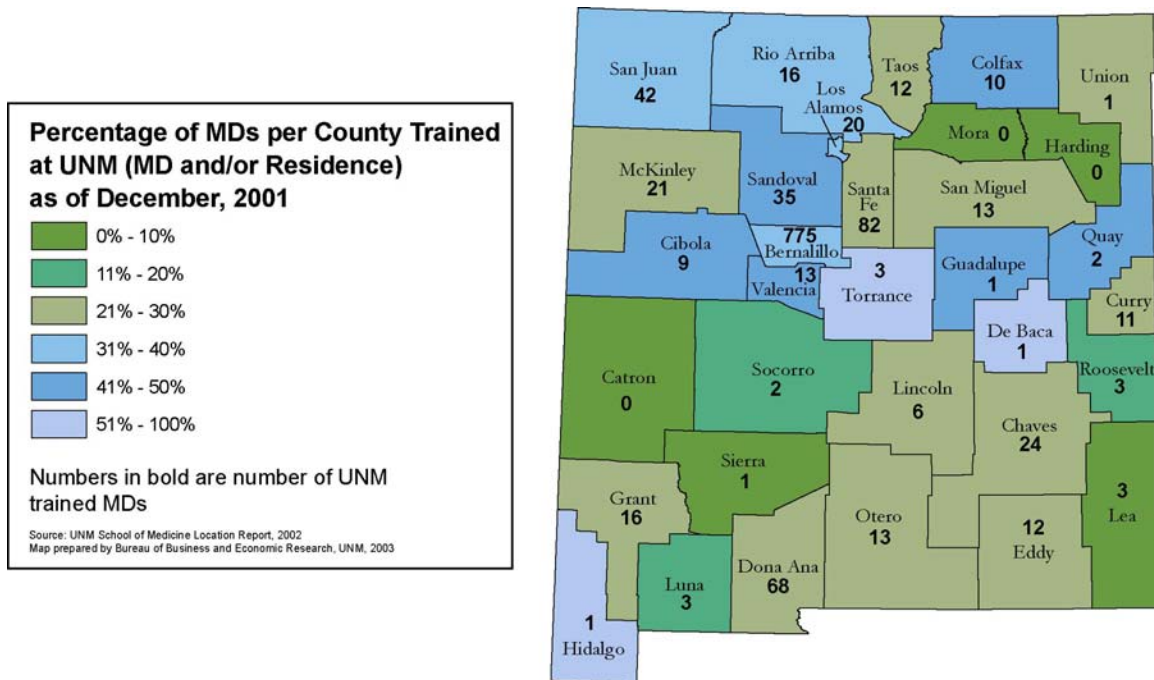 Percentage of MDs per County Trained
at UNM (MD and/or Residence)
as of December, 2001
0% - 10%
11% - 20%
21% - 30%
31% - 40%
41% - 50%
51% - 100%
Numbers in bold are number of UNM
trained MDs
Source: UNM School of Medicine Location Report, 2002
Map prepared by Bureau of Business and Economic Research, UNM, 2003
San Juan
42
Rio Arriba
16
Taos
12
Colfax
10
Union
1
Los
Alamos
20
Mora 0
Harding
0
McKinley
21
Sandoval
35
Santa
Fe
82
San Miguel
13
Cibola
9
775
Bernalillo
13
Valencia
3
Torrance
Guadalupe
1
Quay
2
Curry
11
De Baca
1
Roosevelt
3
Catron
0
Socorro
2
Lincoln
6
Chaves
24
Sierra
1
Grant
16
Otero
13
12
Eddy
3
Lea
Luna
3
Dona Ana
68
1
Hidalgo